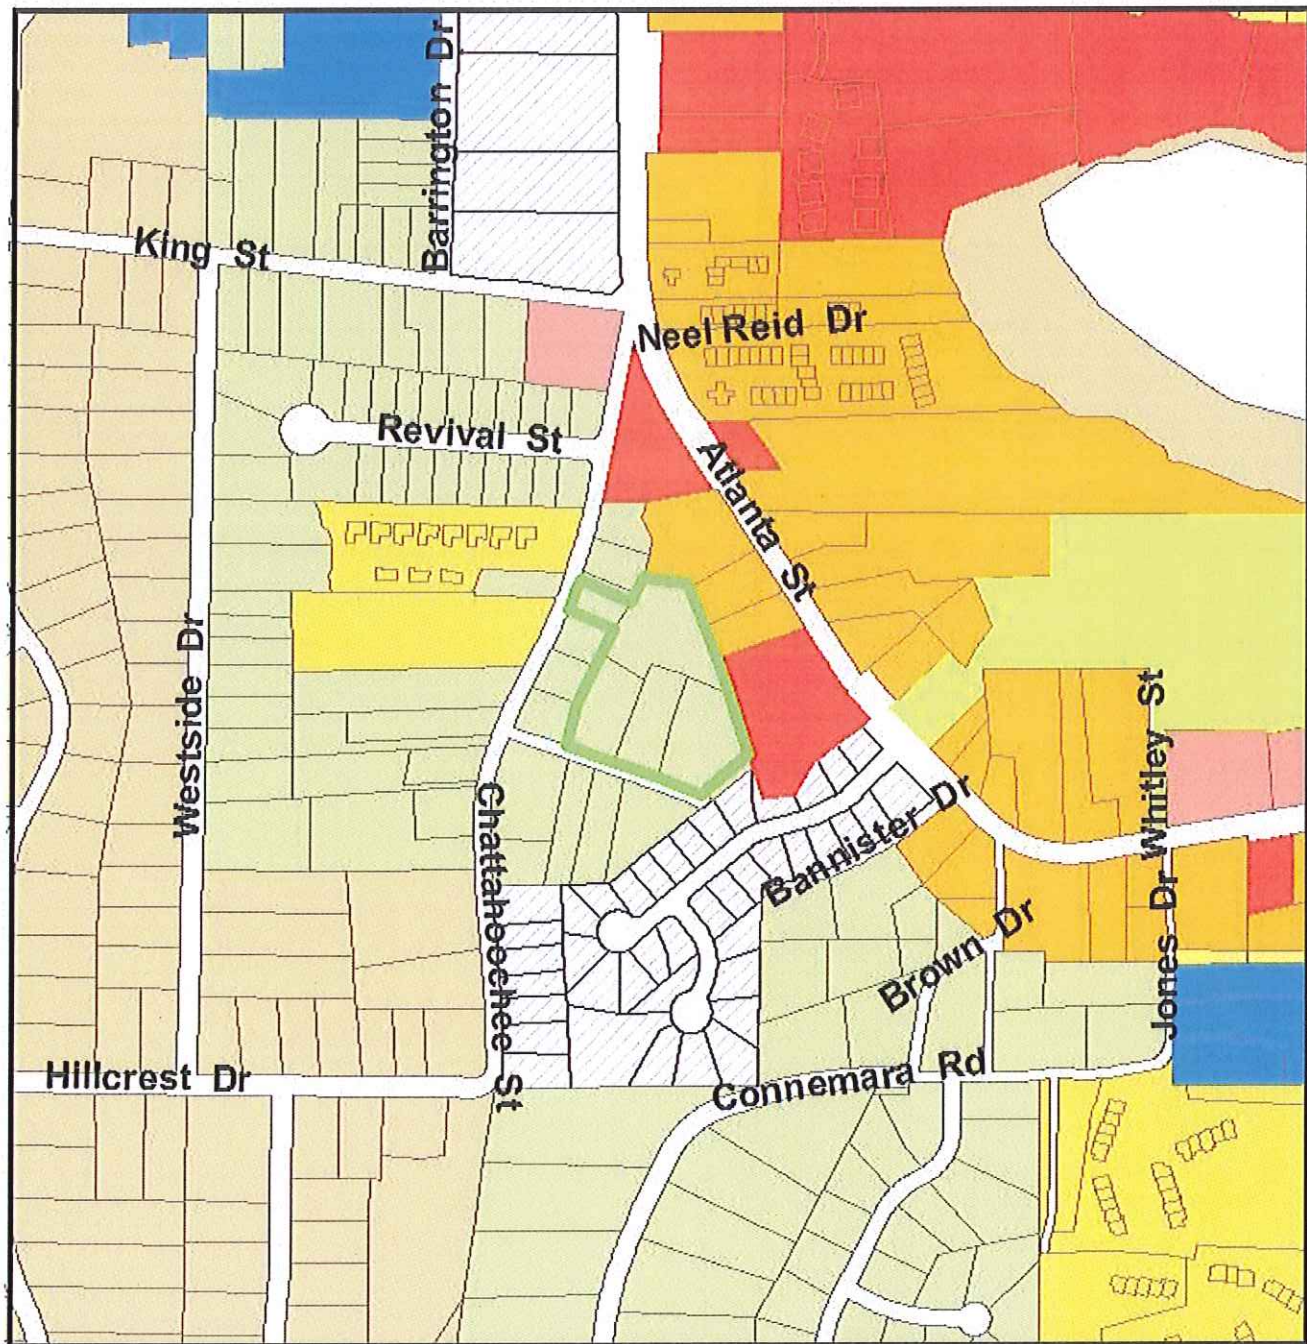 Barrington Dr
King St
Neel Reid Dr
Revival St
Atlanta St
Westside Dr
Whitley St
Chattahoochee St
Bannister Dr
Brown Dr
Jones Dr
Hillcrest Dr
Connemara Rd